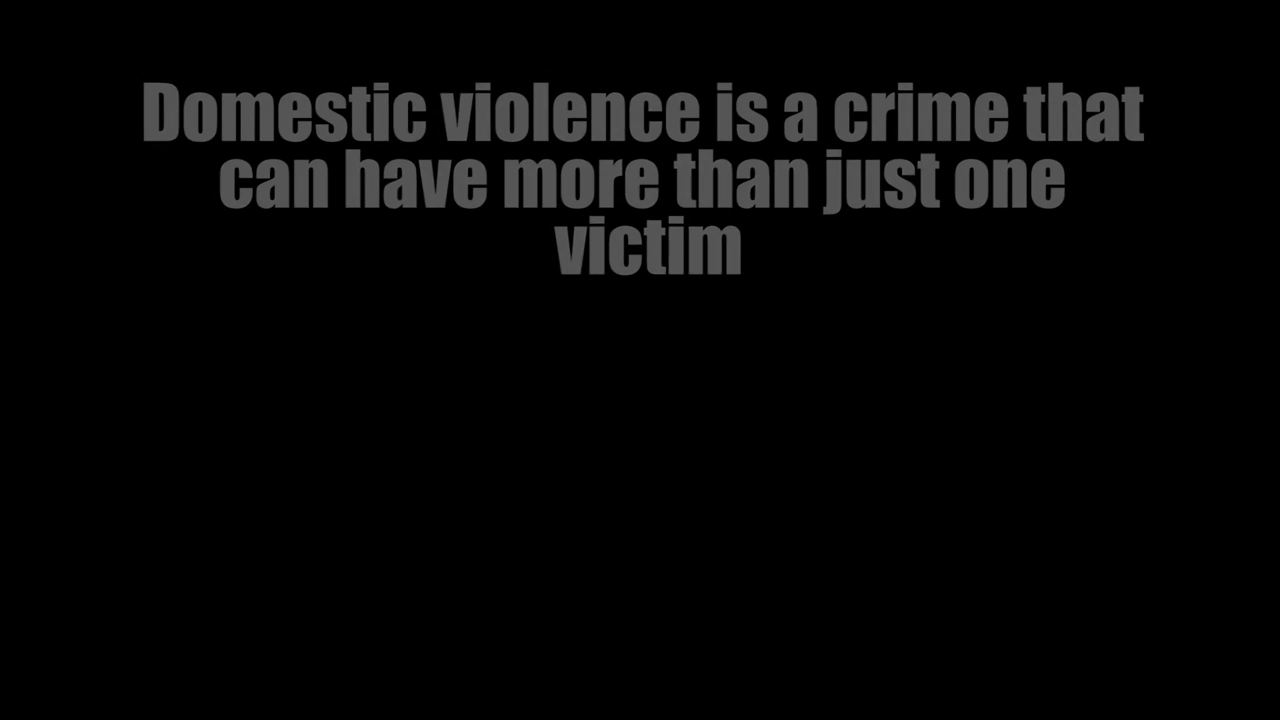 Domestic violence is a crime that
can have more than just one
victim